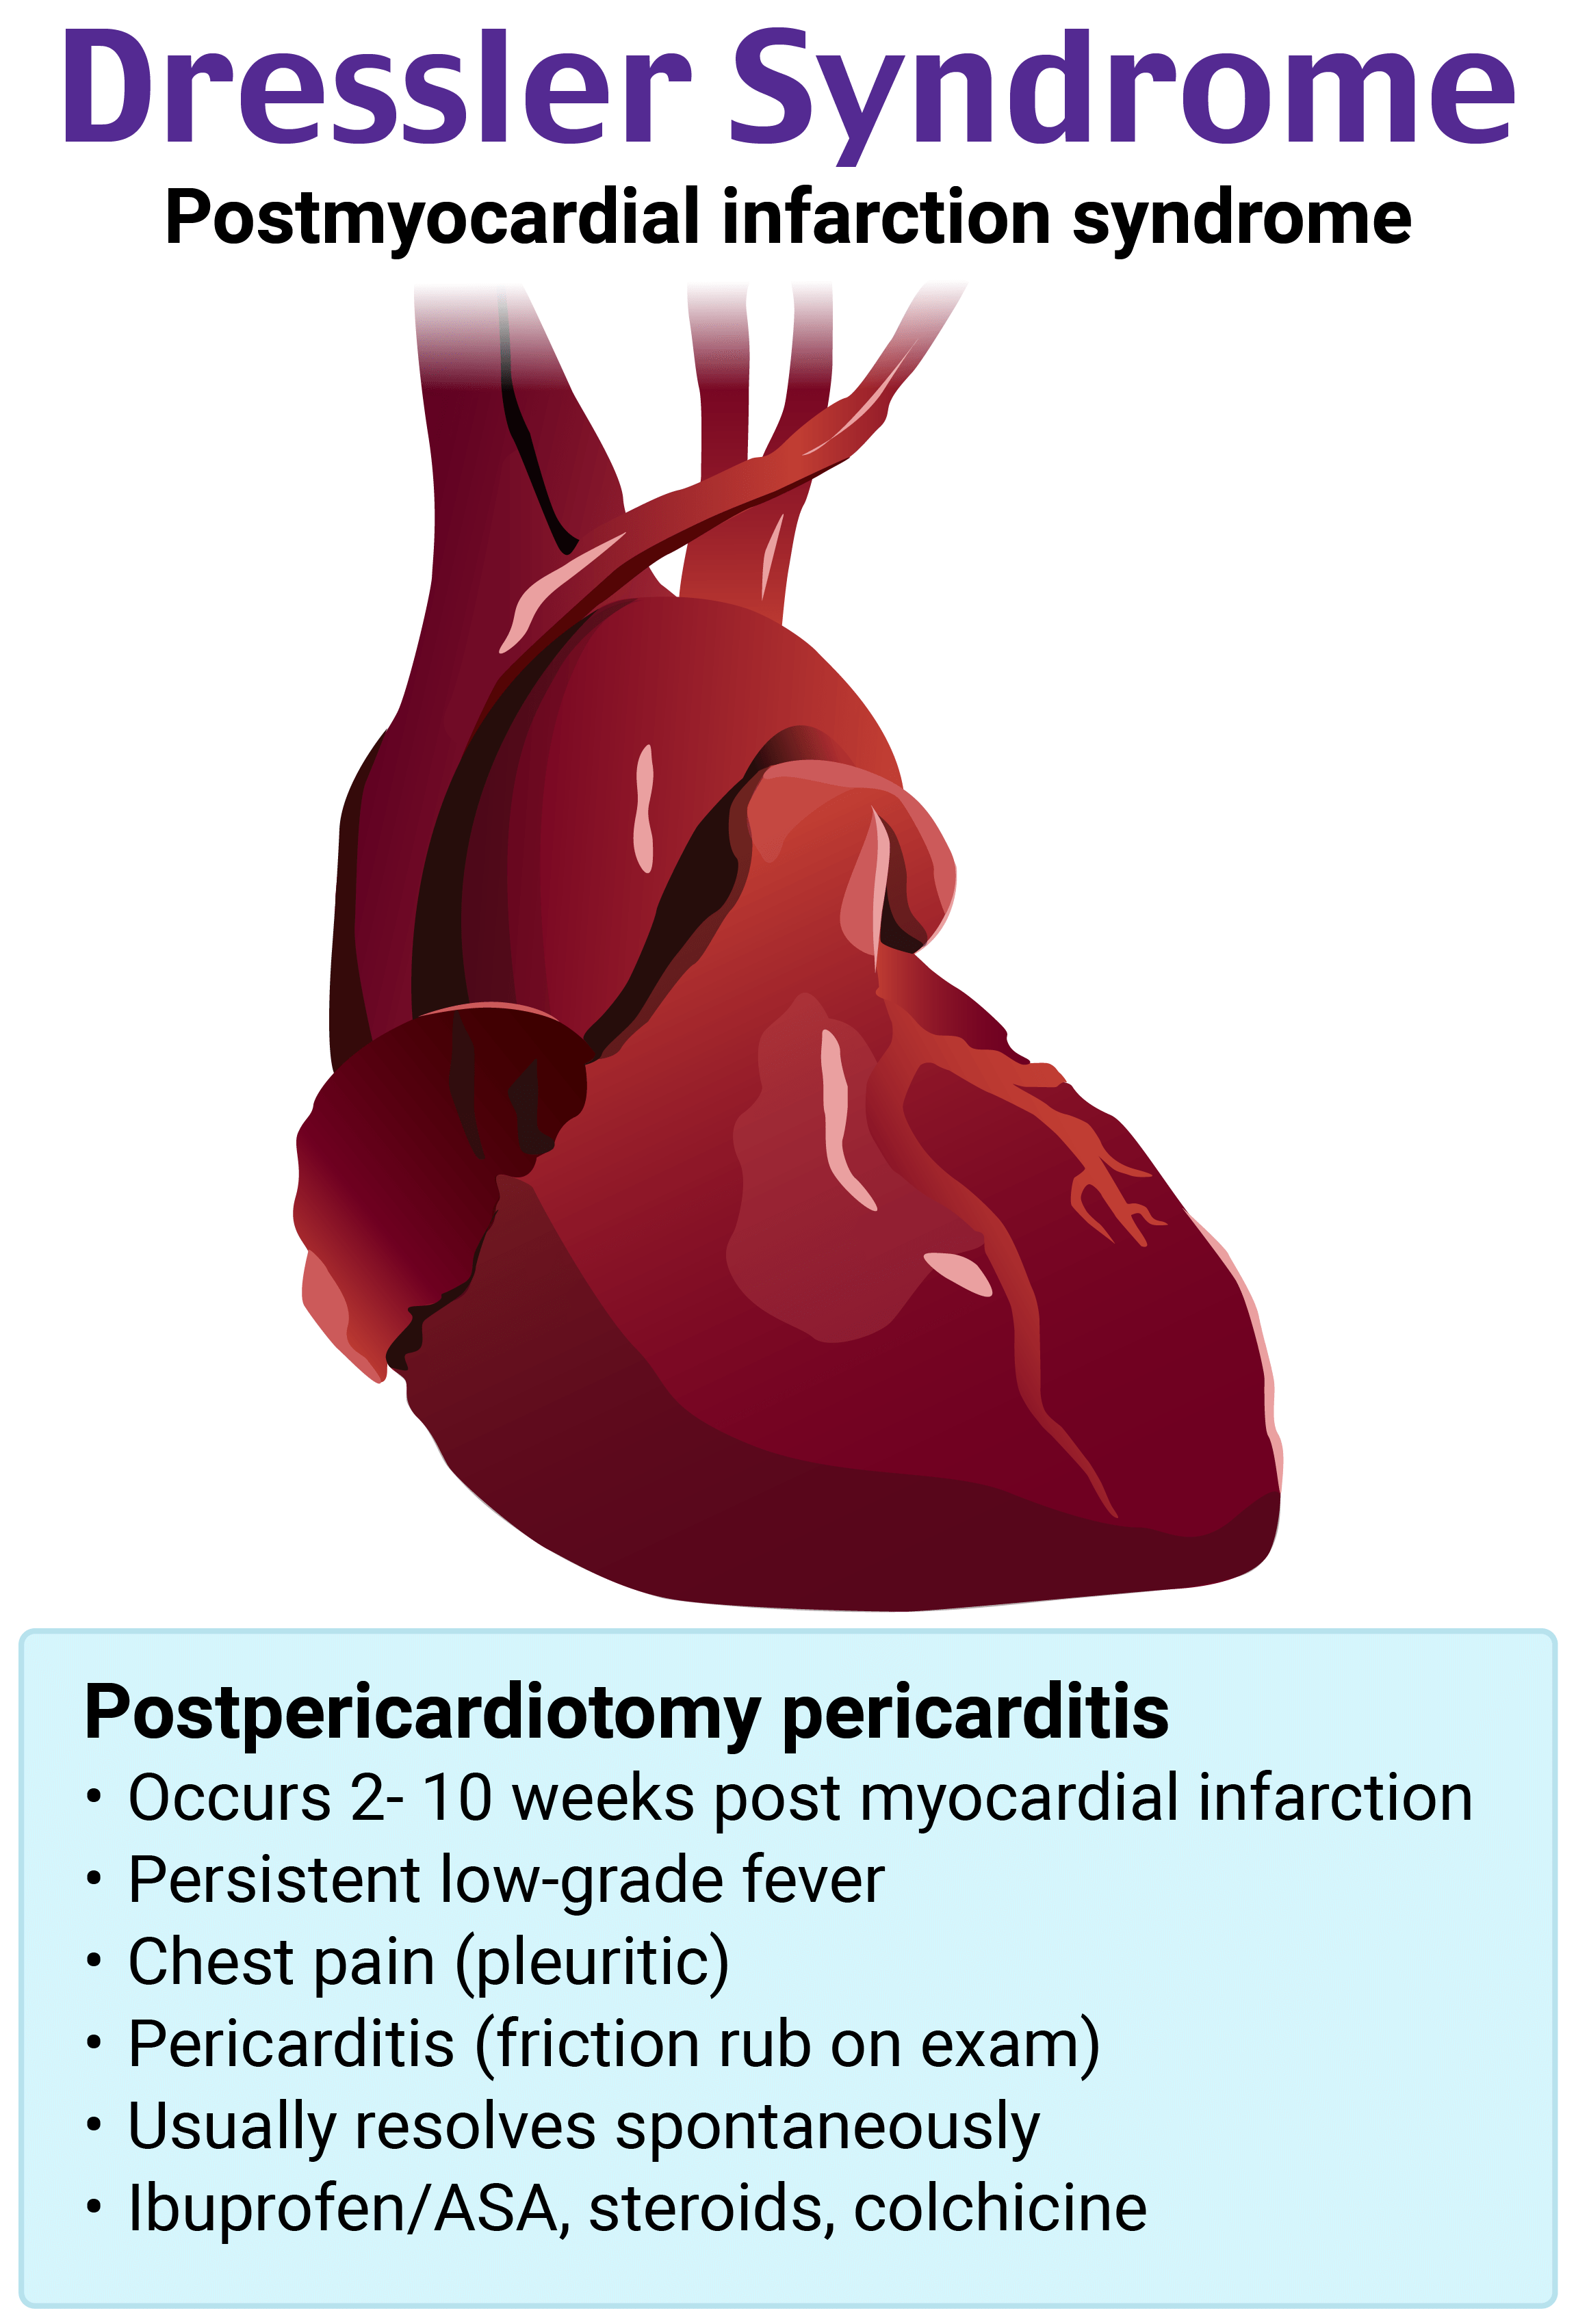 Dressler Syndrome
Postmyocardial infarction syndrome
Postpericardiotomy pericarditis
• Occurs 2- 10 weeks post myocardial infarction
• Persistent low-grade fever
• Chest pain (pleuritic)
• Pericarditis (friction rub on exam)
• Usually resolves spontaneously
• Ibuprofen/ASA, steroids, colchicine